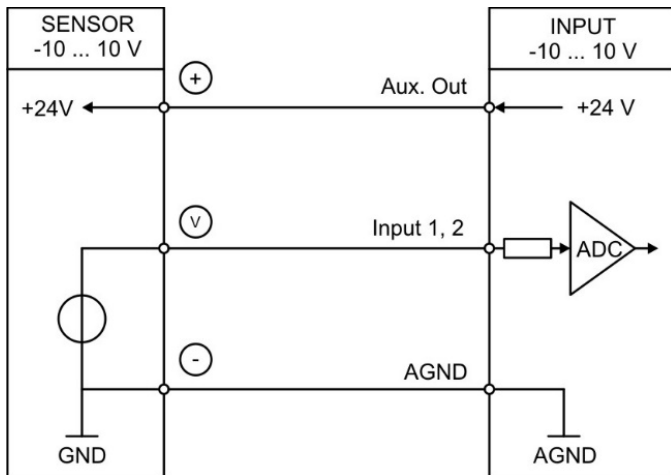 SENSOR
-10 ... 10 V
INPUT
-10 ... 10 V
+
Aux. Out
+24V
+24 V
V
Input 1, 2
ADC
-
AGND
GND
AGND